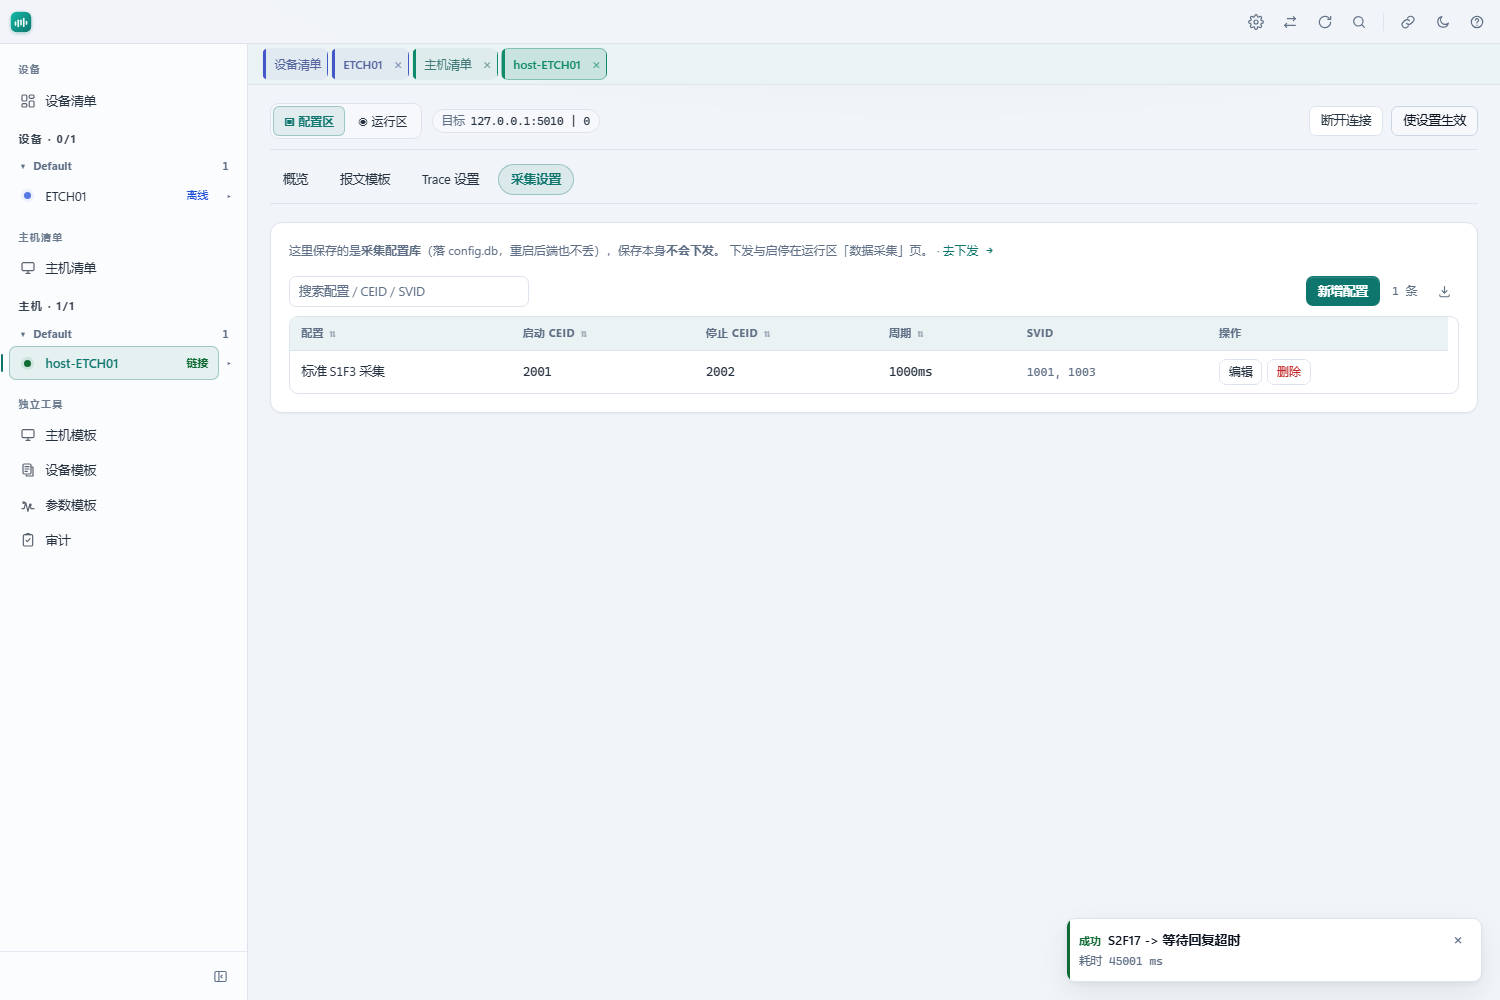 设备
设备清单
设备 · 0/1
Default 1
ETCH01 离线
主机清单
主机清单
主机 · 1/1
Default 1
host-ETCH01 链接
独立工具
主机模板
设备模板
参数模板
审计
设备清单 ETCH01 × 主机清单 × host-ETCH01 ×
配置区 运行区 目标 127.0.0.1:5010 | 0 断开连接 使设置生效
概览 报文模板 Trace 设置 采集设置
这里保存的是采集配置库（落 config.db，重启后端也不丢），保存本身不会下发。 下发与启停在运行区「数据采集」页。 · 去下发 →
搜索配置 / CEID / SVID 新增配置 1 条
配置 启动 CEID 停止 CEID 周期 SVID 操作
标准 S1F3 采集 2001 2002 1000ms 1001, 1003 编辑 删除
成功 S2F17 -> 等待回复超时 ×
耗时 45001 ms